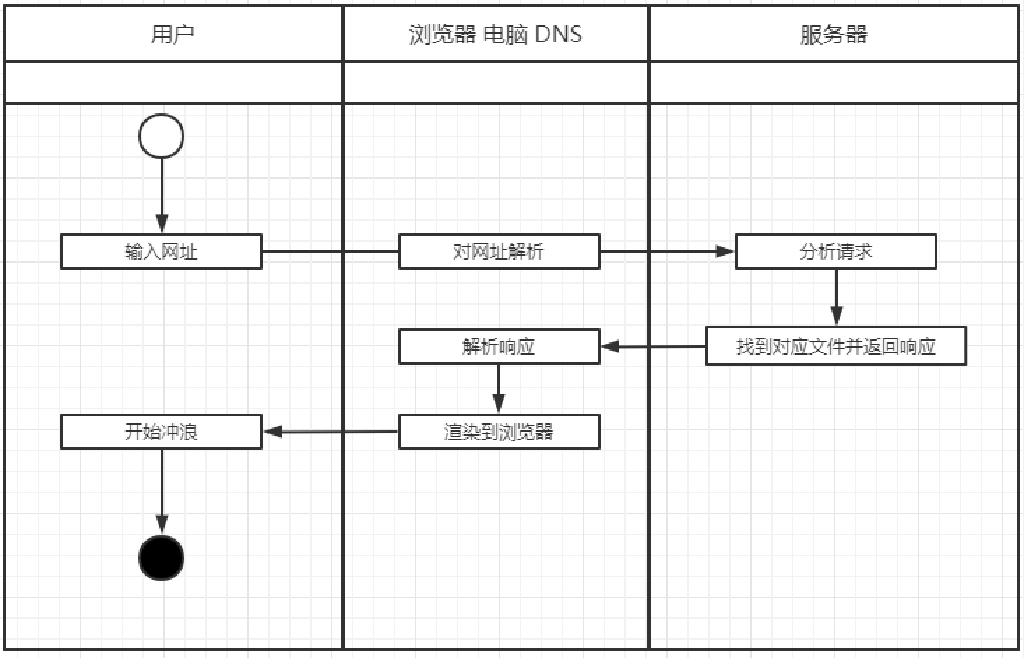 用户
浏览器 电脑 DNS
服务器
输入网址
对网址解析
分析请求
解析响应
找到对应文件并返回响应
开始冲浪
渲染到浏览器